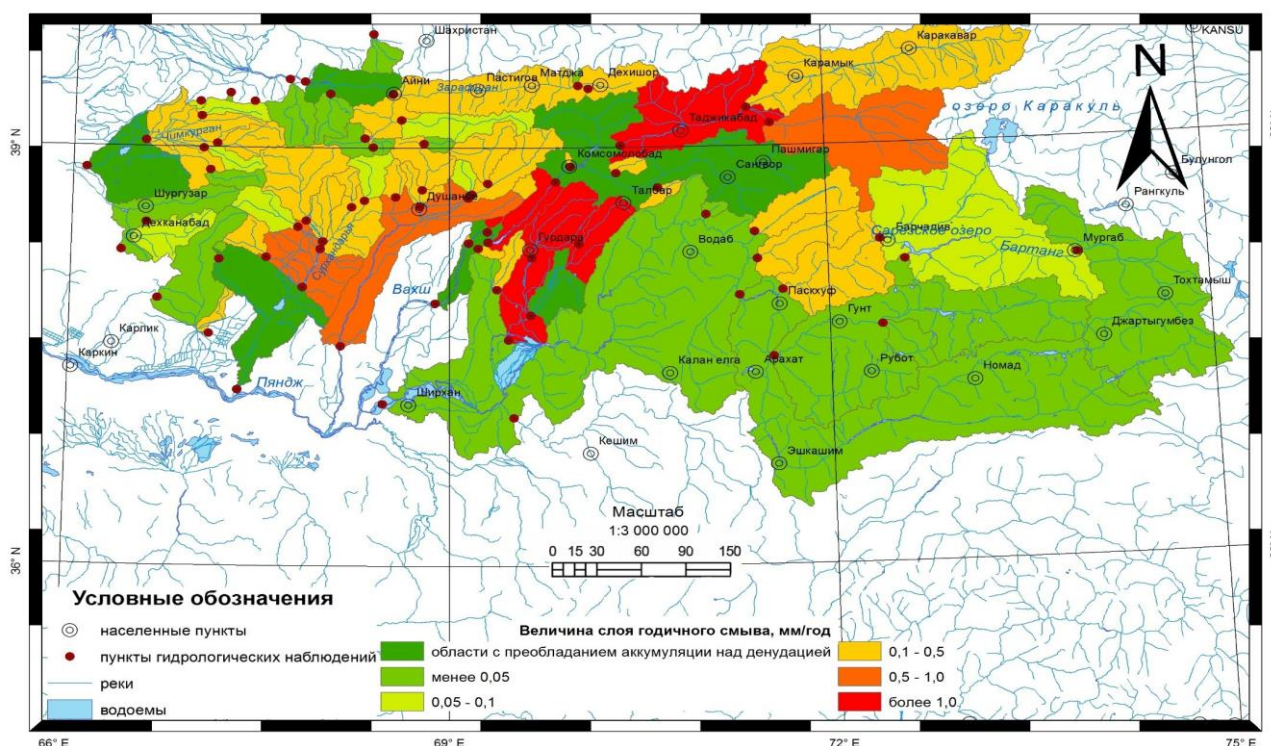 KANSU
Шахристан
Каракавар
Айни
Пастигов
Матджа
Дехишор
Карамык
Зарафшан
озеро Каракуль
39° N
Чимкурган
Таджикабад
Комсомолобад
Сангвор
Пашмигар
Булунгол
Шургузар
Душанбе
Талбар
Рангкуль
Дехканабад
Сурхандарья
Гурдара
Водаб
Барчадив
Сарезское озеро
Бартанг
Мургаб
Вахш
Пасхуф
Гунт
Тохтамыш
Карлик
Джартыгумбез
Каркин
Калан елга
Арахат
Рубот
Номад
Пяндж
Ширхан
Кешим
Эшкашим
Масштаб
1:3 000 000
0 15 30 60 90 150
36° N
N
Условные обозначения
населенные пункты
пункты гидрологических наблюдений
реки
водоемы
Величина слоя годичного смыва, мм/год
области с преобладанием аккумуляции над денудацией
менее 0,05
0,05 - 0,1
0,1 - 0,5
0,5 - 1,0
более 1,0
66° E
69° E
72° E
75° E